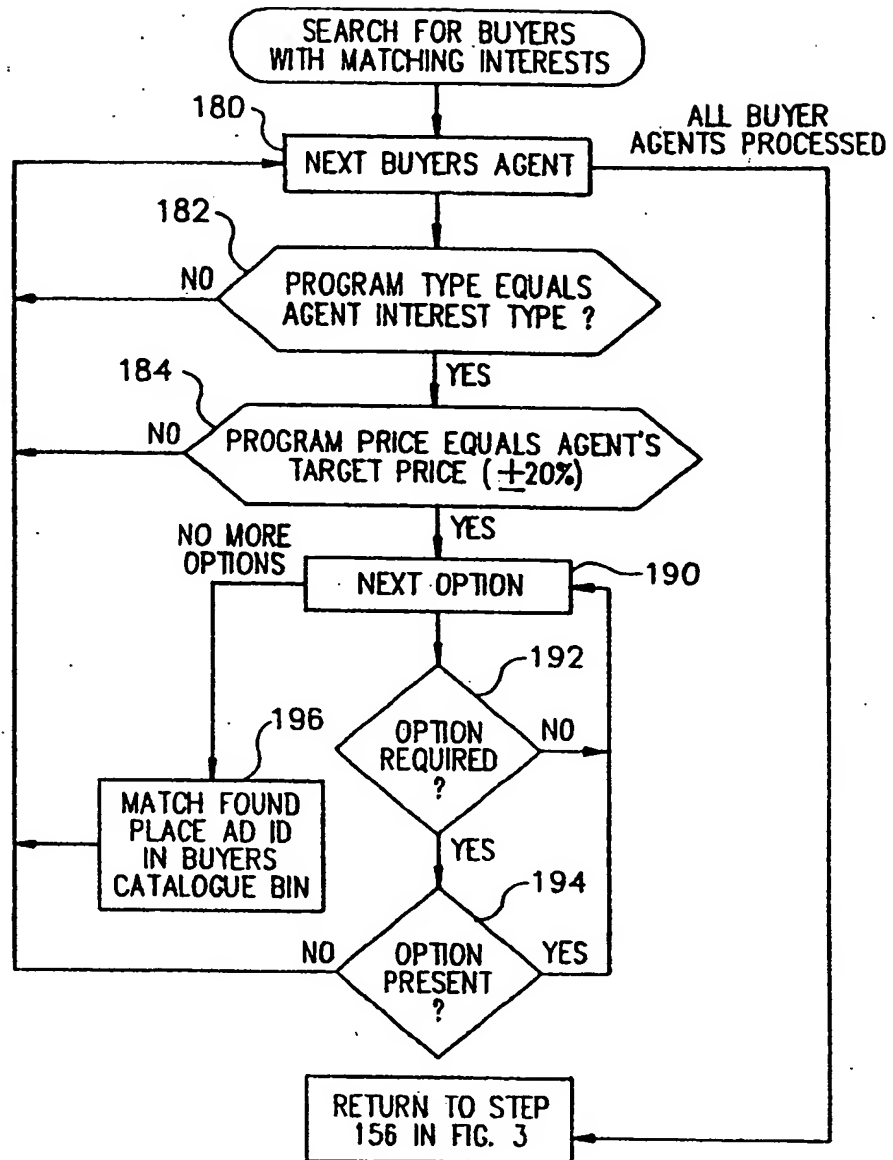 SEARCH FOR BUYERS
WITH MATCHING INTERESTS
180
ALL BUYER
AGENTS PROCESSED
NEXT BUYERS AGENT
182
NO
PROGRAM TYPE EQUALS
AGENT INTEREST TYPE ?
YES
184
NO
PROGRAM PRICE EQUALS AGENT'S
TARGET PRICE (±20%)
YES
NO MORE
OPTIONS
NEXT OPTION
190
192
OPTION
REQUIRED
?
NO
196
MATCH FOUND
PLACE AD ID
IN BUYERS
CATALOGUE BIN
YES
194
NO
OPTION
PRESENT
?
YES
RETURN TO STEP
156 IN FIG. 3